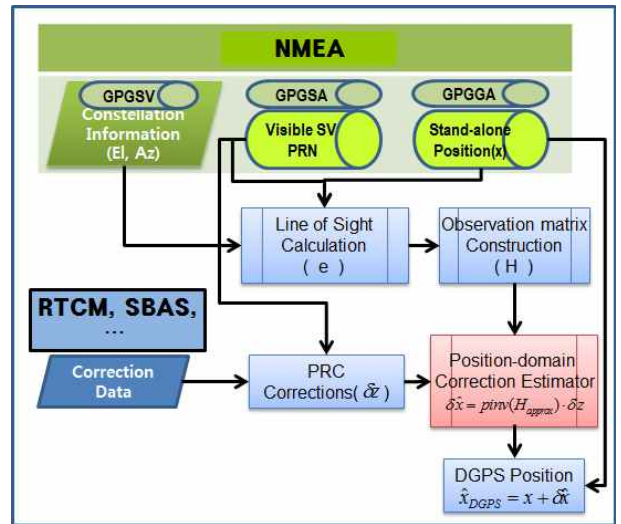 NMEA
GPGSV
Constellation
Information
(El, Az)
GPGSA
Visible SV
PRN
GPGGA
Stand-alone
Position(x)
Line of Sight
Calculation
( e )
Observation matrix
Construction
( H )
RTCM, SBAS,
...
Correction
Data
PRC
Corrections( δz )
Position-domain
Correction Estimator
δx̂ = pinv(H_approx)·δz
DGPS Position
x̂_DGPS = x + δx̂